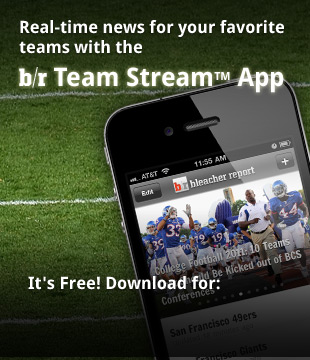 Real-time news for your favorite
teams with the
b/r Team Stream™ App
AT&T
11:55 AM
Edit
br bleacher report
+
College Football 2011: 10 Teams
Should Be Kicked out of BCS
Conferences
It's Free! Download for:
San Francisco 49ers
Francisco Giants